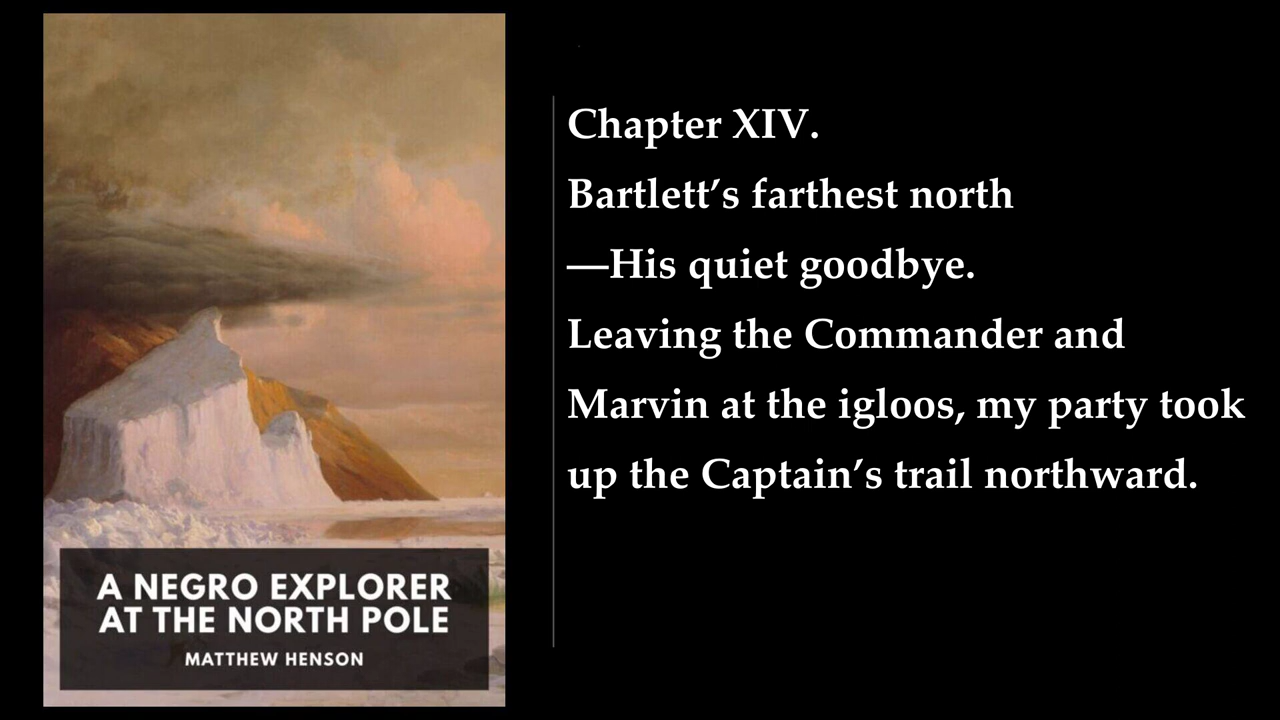 Chapter XIV.
Bartlett’s farthest north
—His quiet goodbye.
Leaving the Commander and
Marvin at the igloos, my party took
up the Captain’s trail northward.
A NEGRO EXPLORER
AT THE NORTH POLE
MATTHEW HENSON